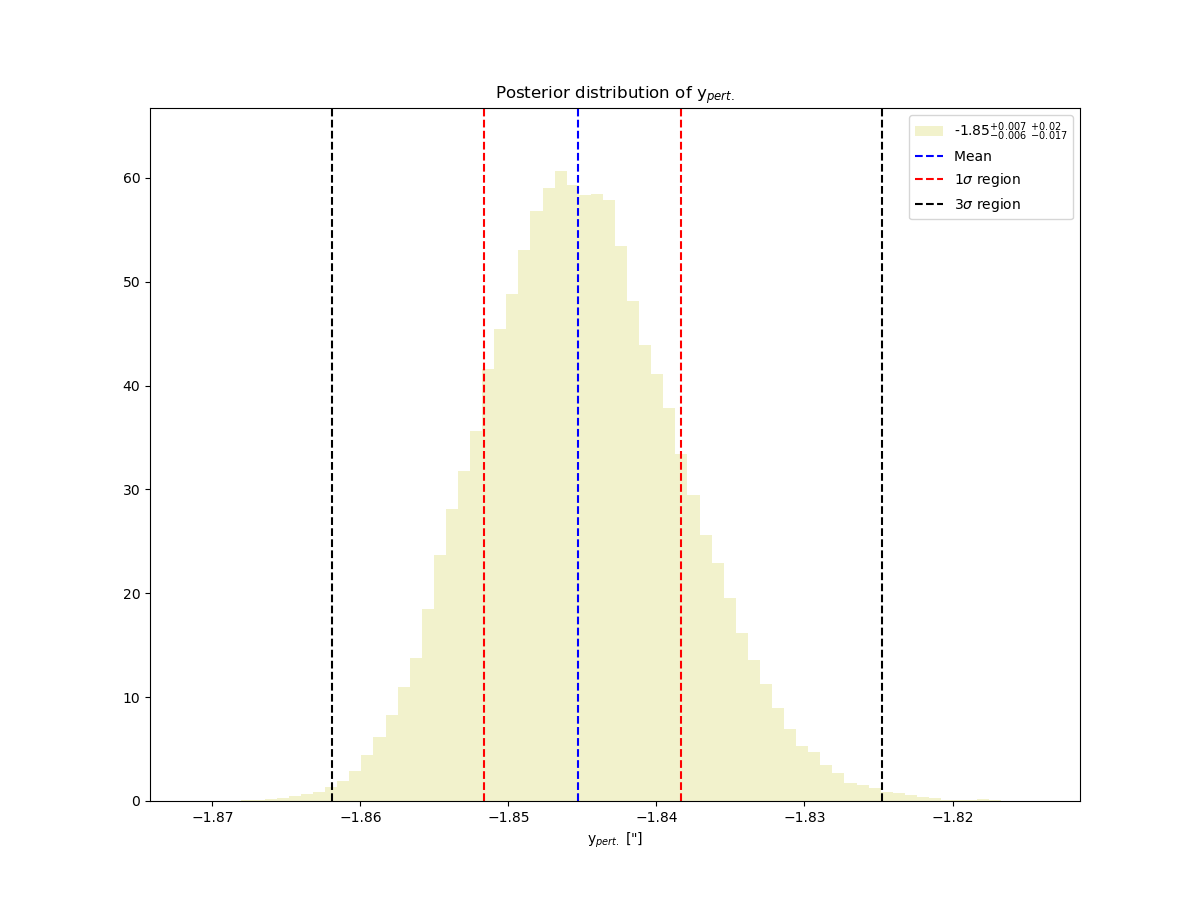 Posterior distribution of y_pert.
-1.85^{+0.007 +0.02}_{−0.006 −0.017}
Mean
1σ region
3σ region
60
50
40
30
20
10
0
−1.87 −1.86 −1.85 −1.84 −1.83 −1.82
y_pert. ["]